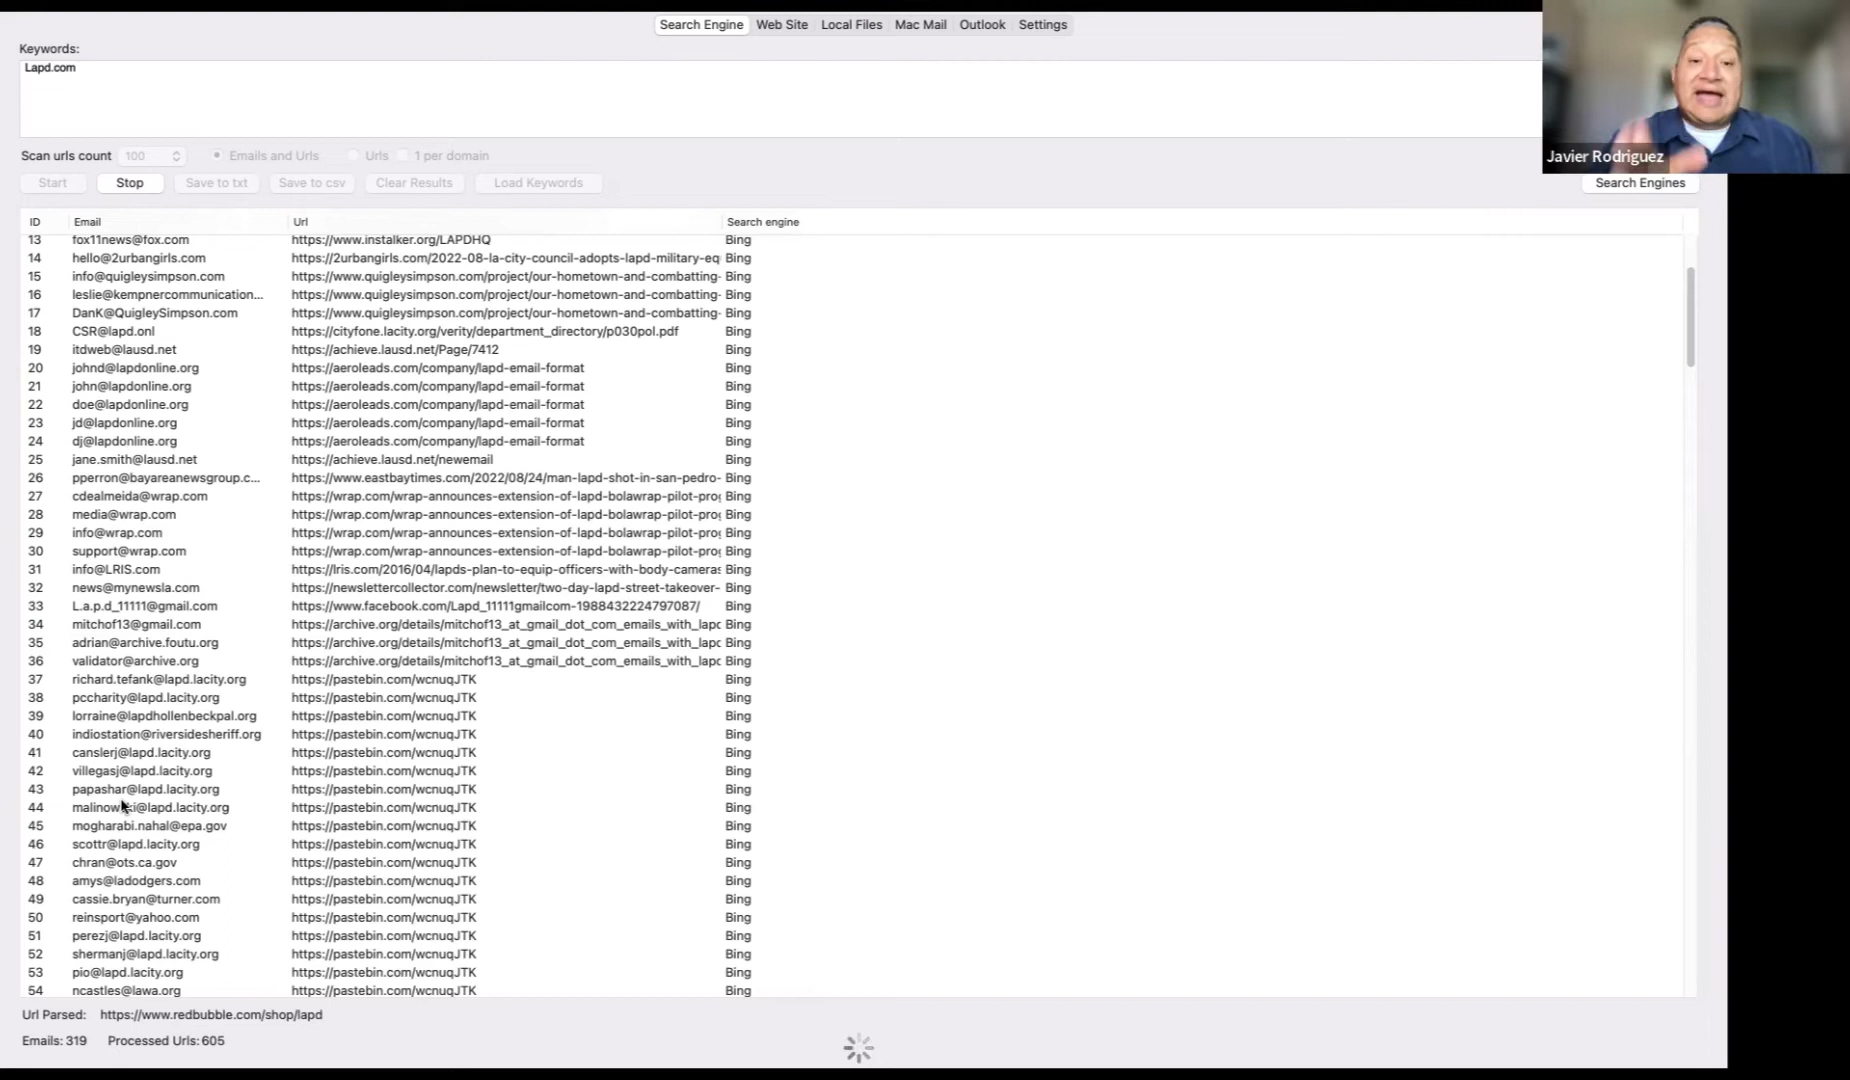 Search Engine Web Site Local Files Mac Mail Outlook Settings
Keywords:
Lapd.com
Javier Rodriguez
Scan urls count 100 Emails and Urls Urls 1 per domain
Start Stop Save to txt Save to csv Clear Results Load Keywords Search Engines
ID Email Url Search engine
13 fox11news@fox.com https://www.instalker.org/LAPDHQ Bing
14 hello@2urbangirls.com https://2urbangirls.com/2022-08-la-city-council-adopts-lapd-military-eq Bing
15 info@quigleysimpson.com https://www.quigleysimpson.com/project/our-hometown-and-combatting- Bing
16 leslie@kempnercommunication... https://www.quigleysimpson.com/project/our-hometown-and-combatting- Bing
17 DanK@QuigleySimpson.com https://www.quigleysimpson.com/project/our-hometown-and-combatting- Bing
18 CSR@lapd.onl https://cityfone.lacity.org/verity/department_directory/p030pol.pdf Bing
19 itdweb@lausd.net https://achieve.lausd.net/Page/7412 Bing
20 johnd@lapdonline.org https://aeroleads.com/company/lapd-email-format Bing
21 john@lapdonline.org https://aeroleads.com/company/lapd-email-format Bing
22 doe@lapdonline.org https://aeroleads.com/company/lapd-email-format Bing
23 jd@lapdonline.org https://aeroleads.com/company/lapd-email-format Bing
24 dj@lapdonline.org https://aeroleads.com/company/lapd-email-format Bing
25 jane.smith@lausd.net https://achieve.lausd.net/newemail Bing
26 pperron@bayareanewsgroup.c... https://www.eastbaytimes.com/2022/08/24/man-lapd-shot-in-san-pedro- Bing
27 cdealmeida@wrap.com https://wrap.com/wrap-announces-extension-of-lapd-bolawrap-pilot-prog Bing
28 media@wrap.com https://wrap.com/wrap-announces-extension-of-lapd-bolawrap-pilot-prog Bing
29 info@wrap.com https://wrap.com/wrap-announces-extension-of-lapd-bolawrap-pilot-prog Bing
30 support@wrap.com https://wrap.com/wrap-announces-extension-of-lapd-bolawrap-pilot-prog Bing
31 info@LRIS.com https://lris.com/2016/04/lapds-plan-to-equip-officers-with-body-cameras Bing
32 news@mynewsla.com https://newslettercollector.com/newsletter/two-day-lapd-street-takeover- Bing
33 L.a.p.d_11111@gmail.com https://www.facebook.com/Lapd_11111gmailcom-1988432224797087/ Bing
34 mitchof13@gmail.com https://archive.org/details/mitchof13_at_gmail_dot_com_emails_with_lapd Bing
35 adrian@archive.foutu.org https://archive.org/details/mitchof13_at_gmail_dot_com_emails_with_lapd Bing
36 validator@archive.org https://archive.org/details/mitchof13_at_gmail_dot_com_emails_with_lapd Bing
37 richard.tefank@lapd.lacity.org https://pastebin.com/wcnuqJTK Bing
38 pccharity@lapd.lacity.org https://pastebin.com/wcnuqJTK Bing
39 lorraine@lapdhollenbeckpal.org https://pastebin.com/wcnuqJTK Bing
40 indiostation@riversidesheriff.org https://pastebin.com/wcnuqJTK Bing
41 canslerj@lapd.lacity.org https://pastebin.com/wcnuqJTK Bing
42 villegasj@lapd.lacity.org https://pastebin.com/wcnuqJTK Bing
43 papashar@lapd.lacity.org https://pastebin.com/wcnuqJTK Bing
44 https://pastebin.com/wcnuqJTK Bing
45 mogharabi.nahal@epa.gov https://pastebin.com/wcnuqJTK Bing
46 scottr@lapd.lacity.org https://pastebin.com/wcnuqJTK Bing
47 chran@ots.ca.gov https://pastebin.com/wcnuqJTK Bing
48 amys@ladodgers.com https://pastebin.com/wcnuqJTK Bing
49 cassie.bryan@turner.com https://pastebin.com/wcnuqJTK Bing
50 reinsport@yahoo.com https://pastebin.com/wcnuqJTK Bing
51 perezj@lapd.lacity.org https://pastebin.com/wcnuqJTK Bing
52 shermanj@lapd.lacity.org https://pastebin.com/wcnuqJTK Bing
53 pio@lapd.lacity.org https://pastebin.com/wcnuqJTK Bing
54 ncastles@lawa.org https://pastebin.com/wcnuqJTK Bing
Url Parsed: https://www.redbubble.com/shop/lapd
Emails: 319 Processed Urls: 605